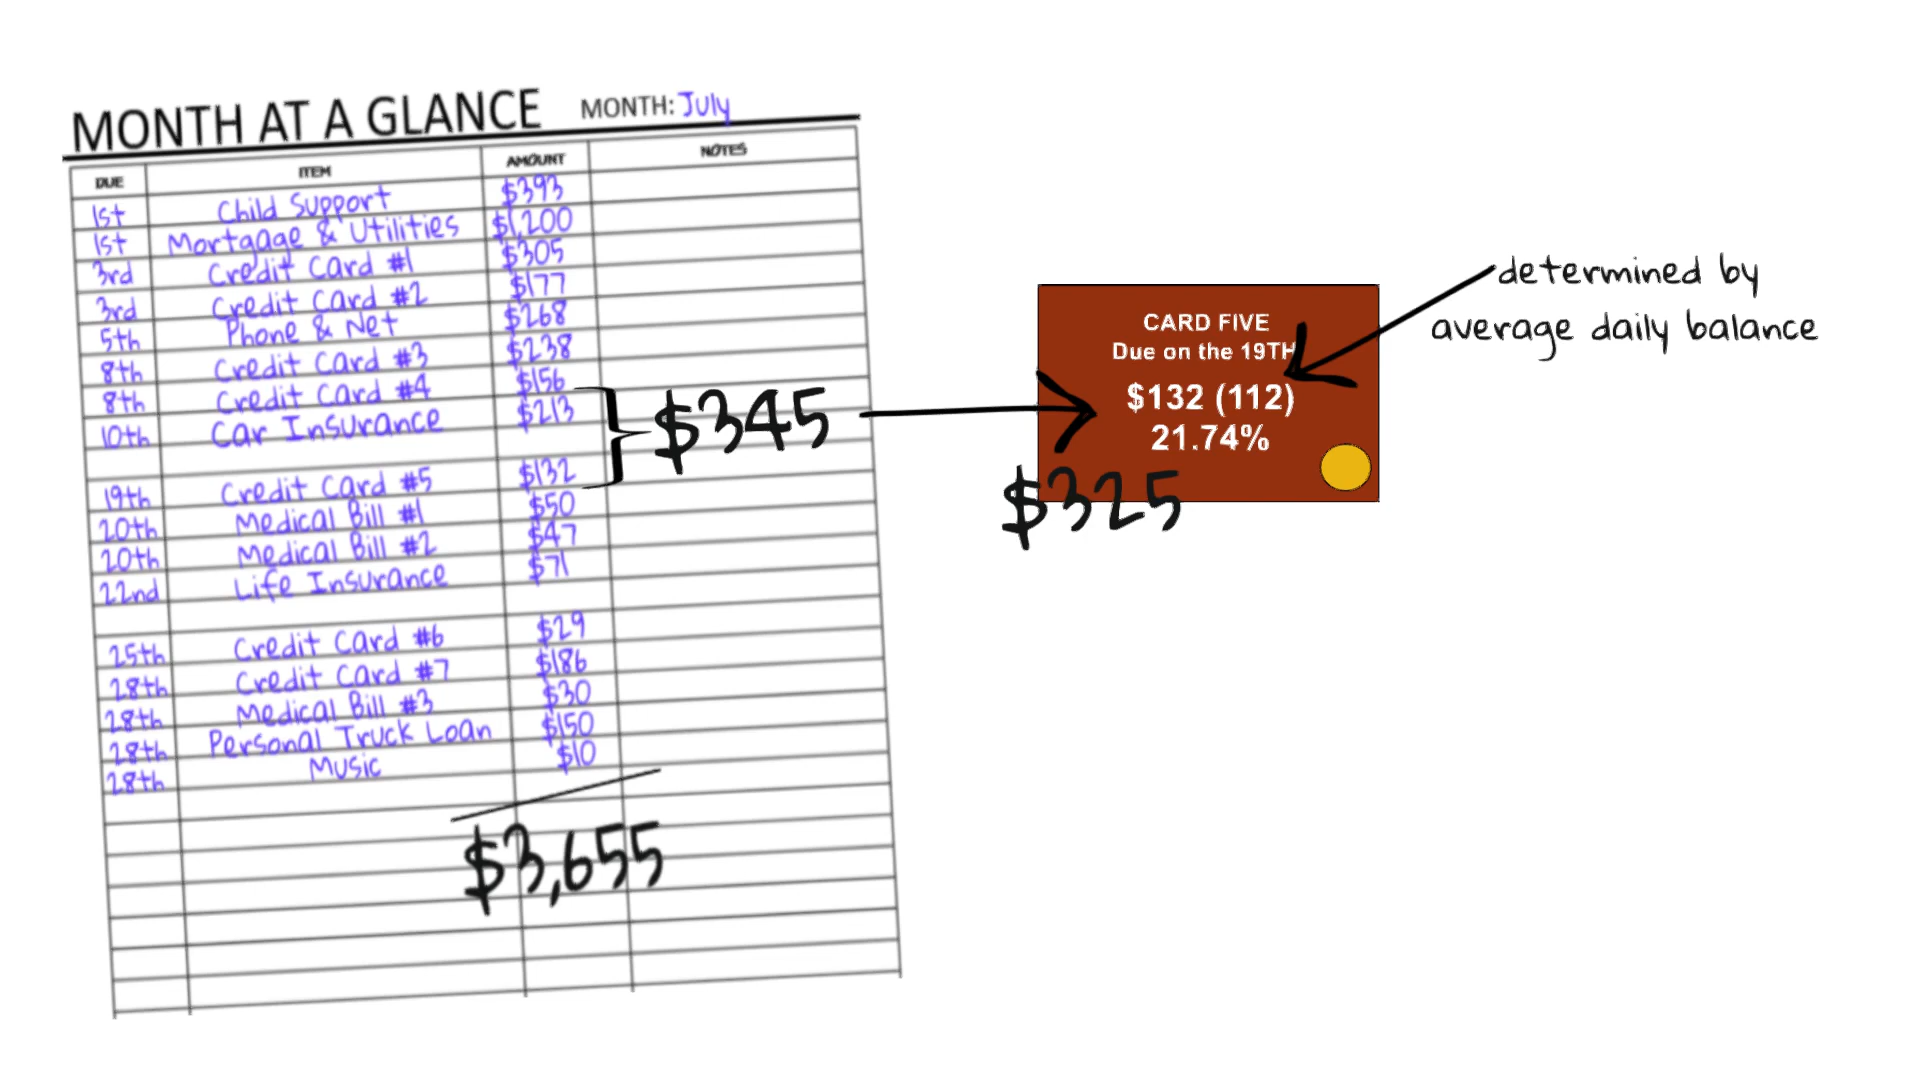 MONTH AT A GLANCE MONTH: July
DUE ITEM AMOUNT NOTES
1st Child Support $393
1st Mortgage & Utilities $1,200
3rd Credit Card #1 $305
3rd Credit Card #2 $177
5th Phone & Net $268
8th Credit Card #3 $238
8th Credit Card #4 $156
10th Car Insurance $213
19th Credit Card #5 $132
20th Medical Bill #1 $50
20th Medical Bill #2 $47
22nd Life Insurance $71
25th Credit Card #6 $29
28th Credit Card #7 $186
28th Medical Bill #3 $30
28th Personal Truck Loan $150
28th Music $10
$3,655
$345
CARD FIVE
Due on the 19TH
$132 (112)
21.74%
$325
determined by
average daily balance